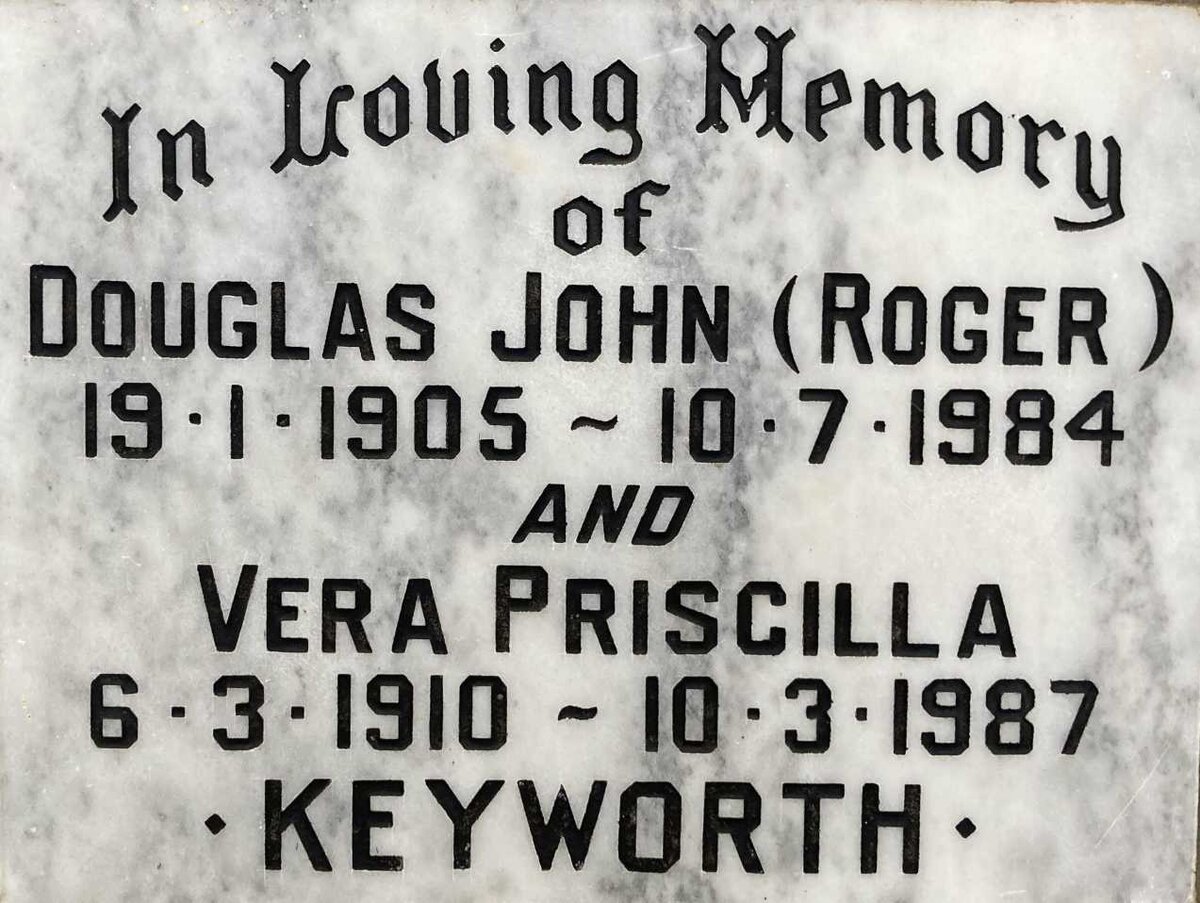 In Loving Memory
of
DOUGLAS JOHN (ROGER)
19·1·1905 ~ 10·7·1984
AND
VERA PRISCILLA
6·3·1910 ~ 10·3·1987
·KEYWORTH·